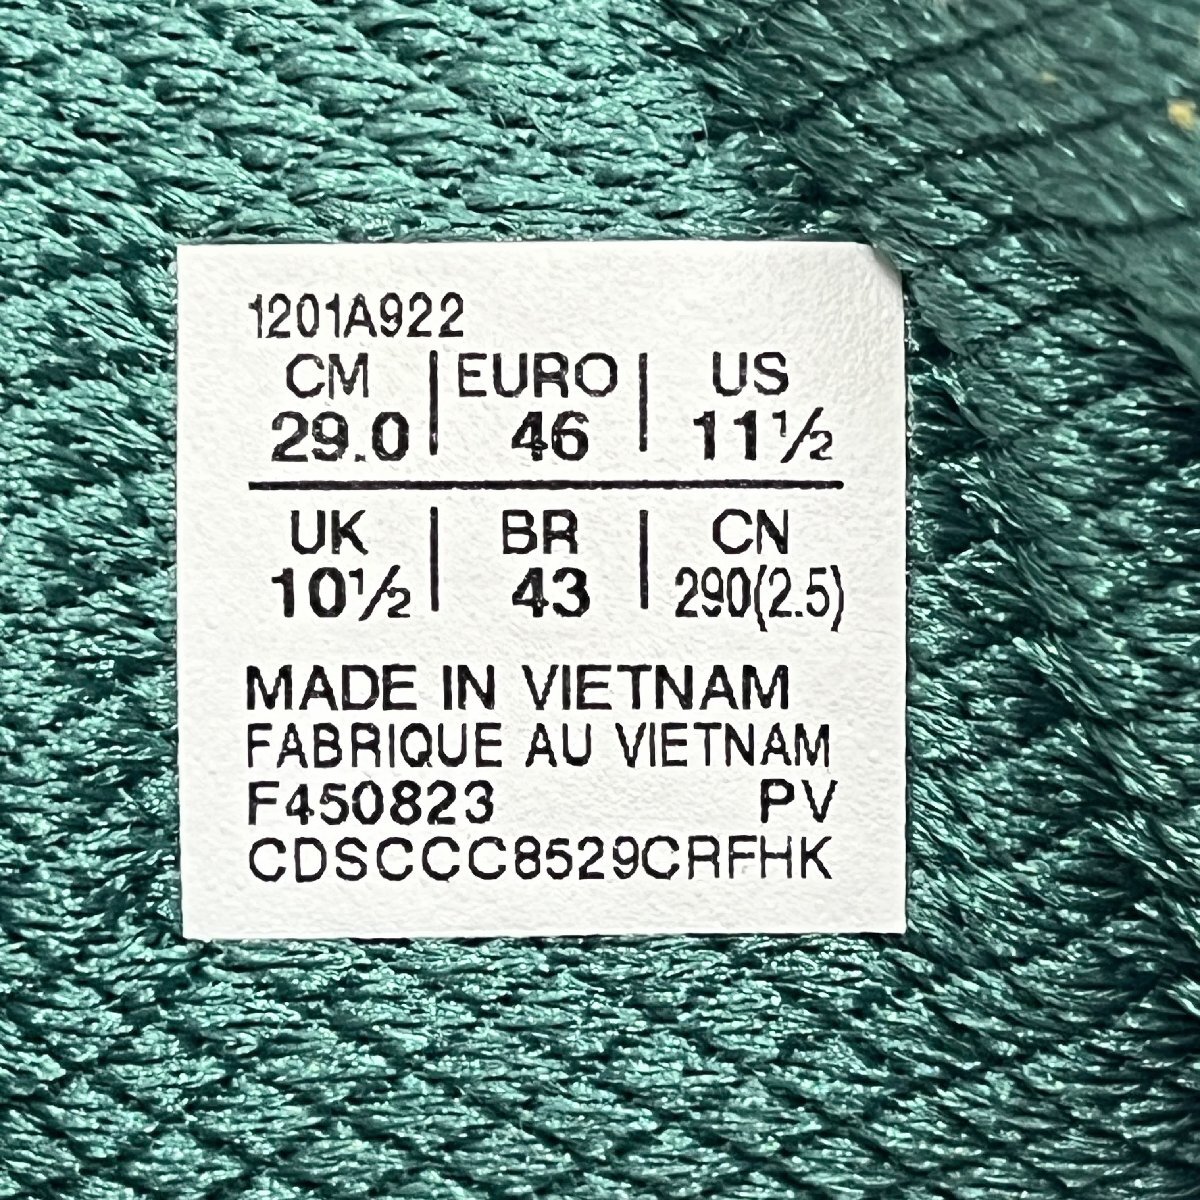 1201A922
CM | EURO | US
29.0 | 46 | 11½
UK | BR | CN
10½ | 43 | 290(2.5)
MADE IN VIETNAM
FABRIQUE AU VIETNAM
F450823 PV
CDSCCC8529CRFHK